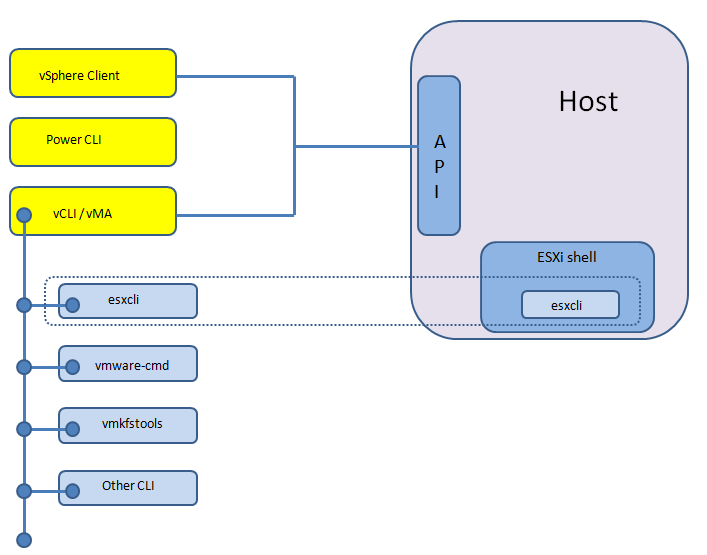 vSphere Client
Host
Power CLI
A
P
I
vCLI / vMA
ESXi shell
esxcli
esxcli
vmware-cmd
vmkfstools
Other CLI